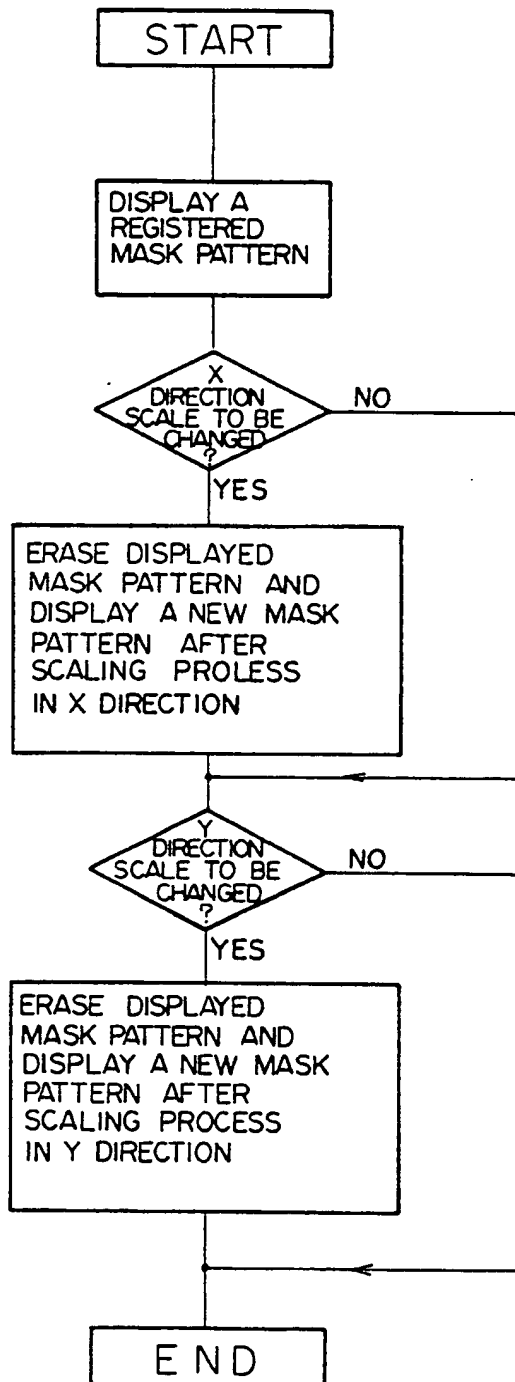 START
DISPLAY A
REGISTERED
MASK PATTERN
X
DIRECTION
SCALE TO BE
CHANGED
?
NO
YES
ERASE DISPLAYED
MASK PATTERN AND
DISPLAY A NEW MASK
PATTERN AFTER
SCALING PROLESS
IN X DIRECTION
Y
DIRECTION
SCALE TO BE
CHANGED
?
NO
YES
ERASE DISPLAYED
MASK PATTERN AND
DISPLAY A NEW MASK
PATTERN AFTER
SCALING PROCESS
IN Y DIRECTION
END